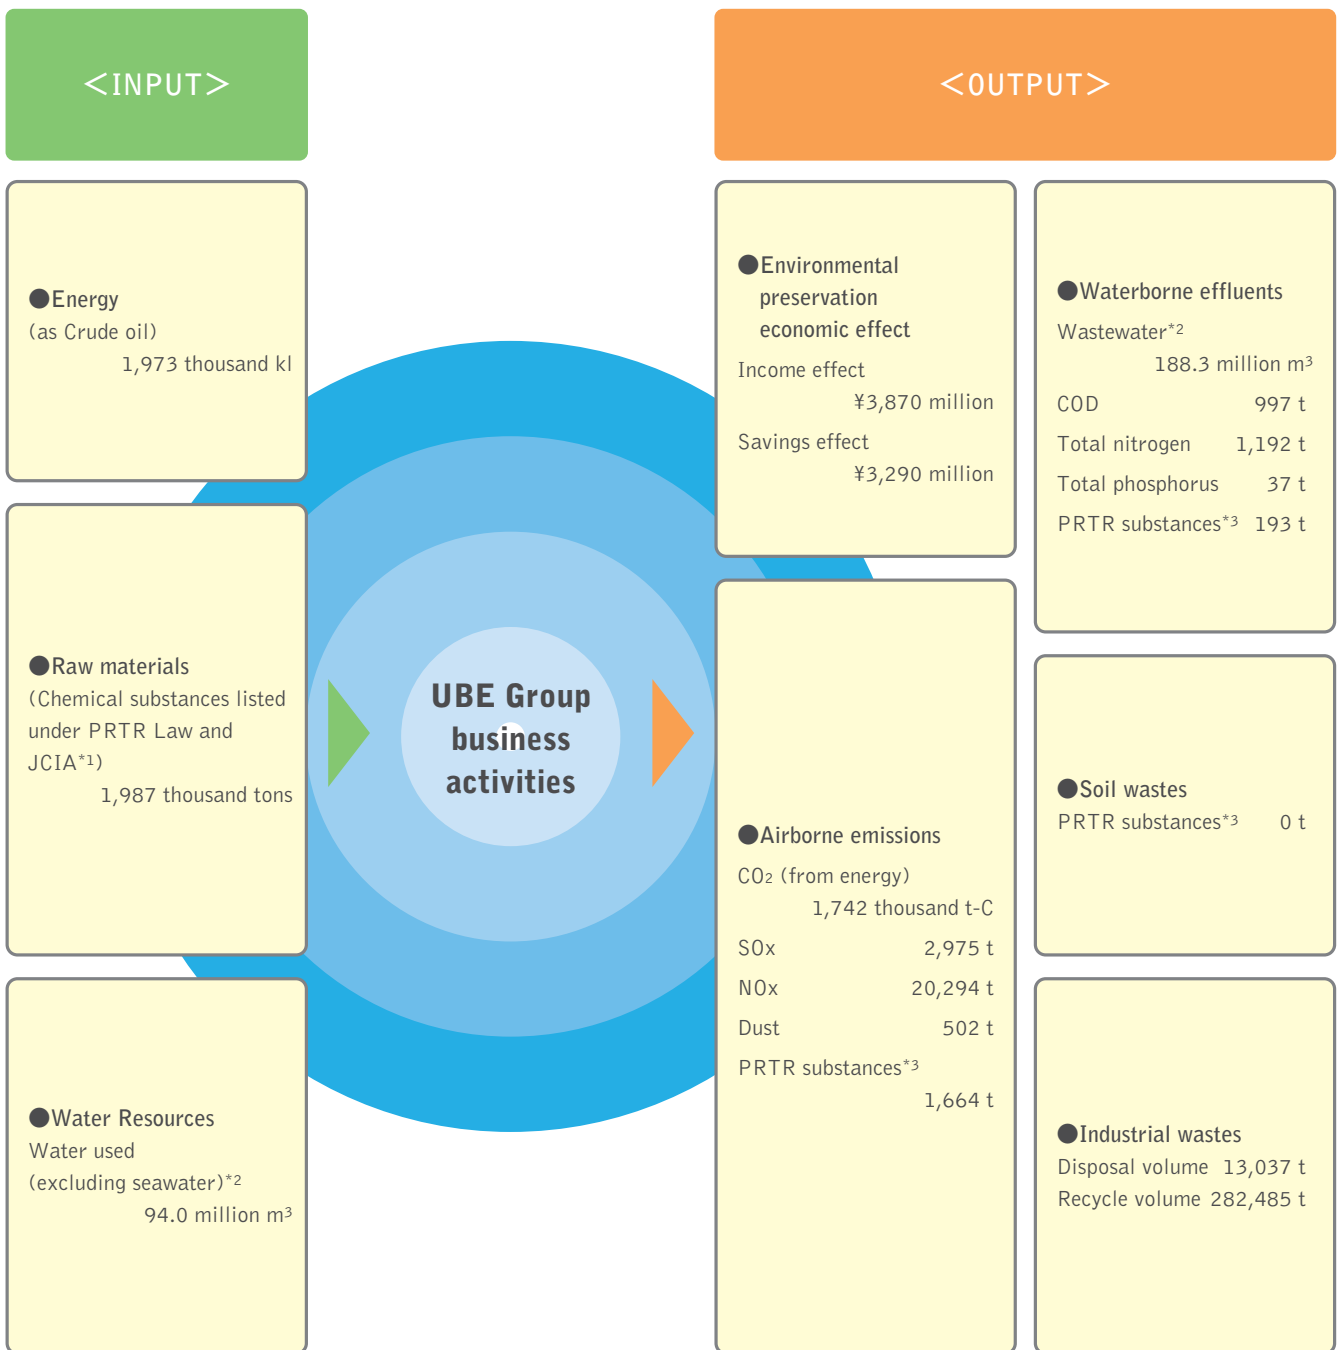 <INPUT>
●Energy
(as Crude oil)
1,973 thousand kl
●Raw materials
(Chemical substances listed
under PRTR Law and
JCIA*1)
1,987 thousand tons
●Water Resources
Water used
(excluding seawater)*2
94.0 million m3
UBE Group
business
activities
<OUTPUT>
●Environmental
preservation
economic effect
Income effect
¥3,870 million
Savings effect
¥3,290 million
●Airborne emissions
CO2 (from energy)
1,742 thousand t-C
SOx 2,975 t
NOx 20,294 t
Dust 502 t
PRTR substances*3
1,664 t
●Waterborne effluents
Wastewater*2
188.3 million m3
COD 997 t
Total nitrogen 1,192 t
Total phosphorus 37 t
PRTR substances*3 193 t
●Soil wastes
PRTR substances*3 0 t
●Industrial wastes
Disposal volume 13,037 t
Recycle volume 282,485 t